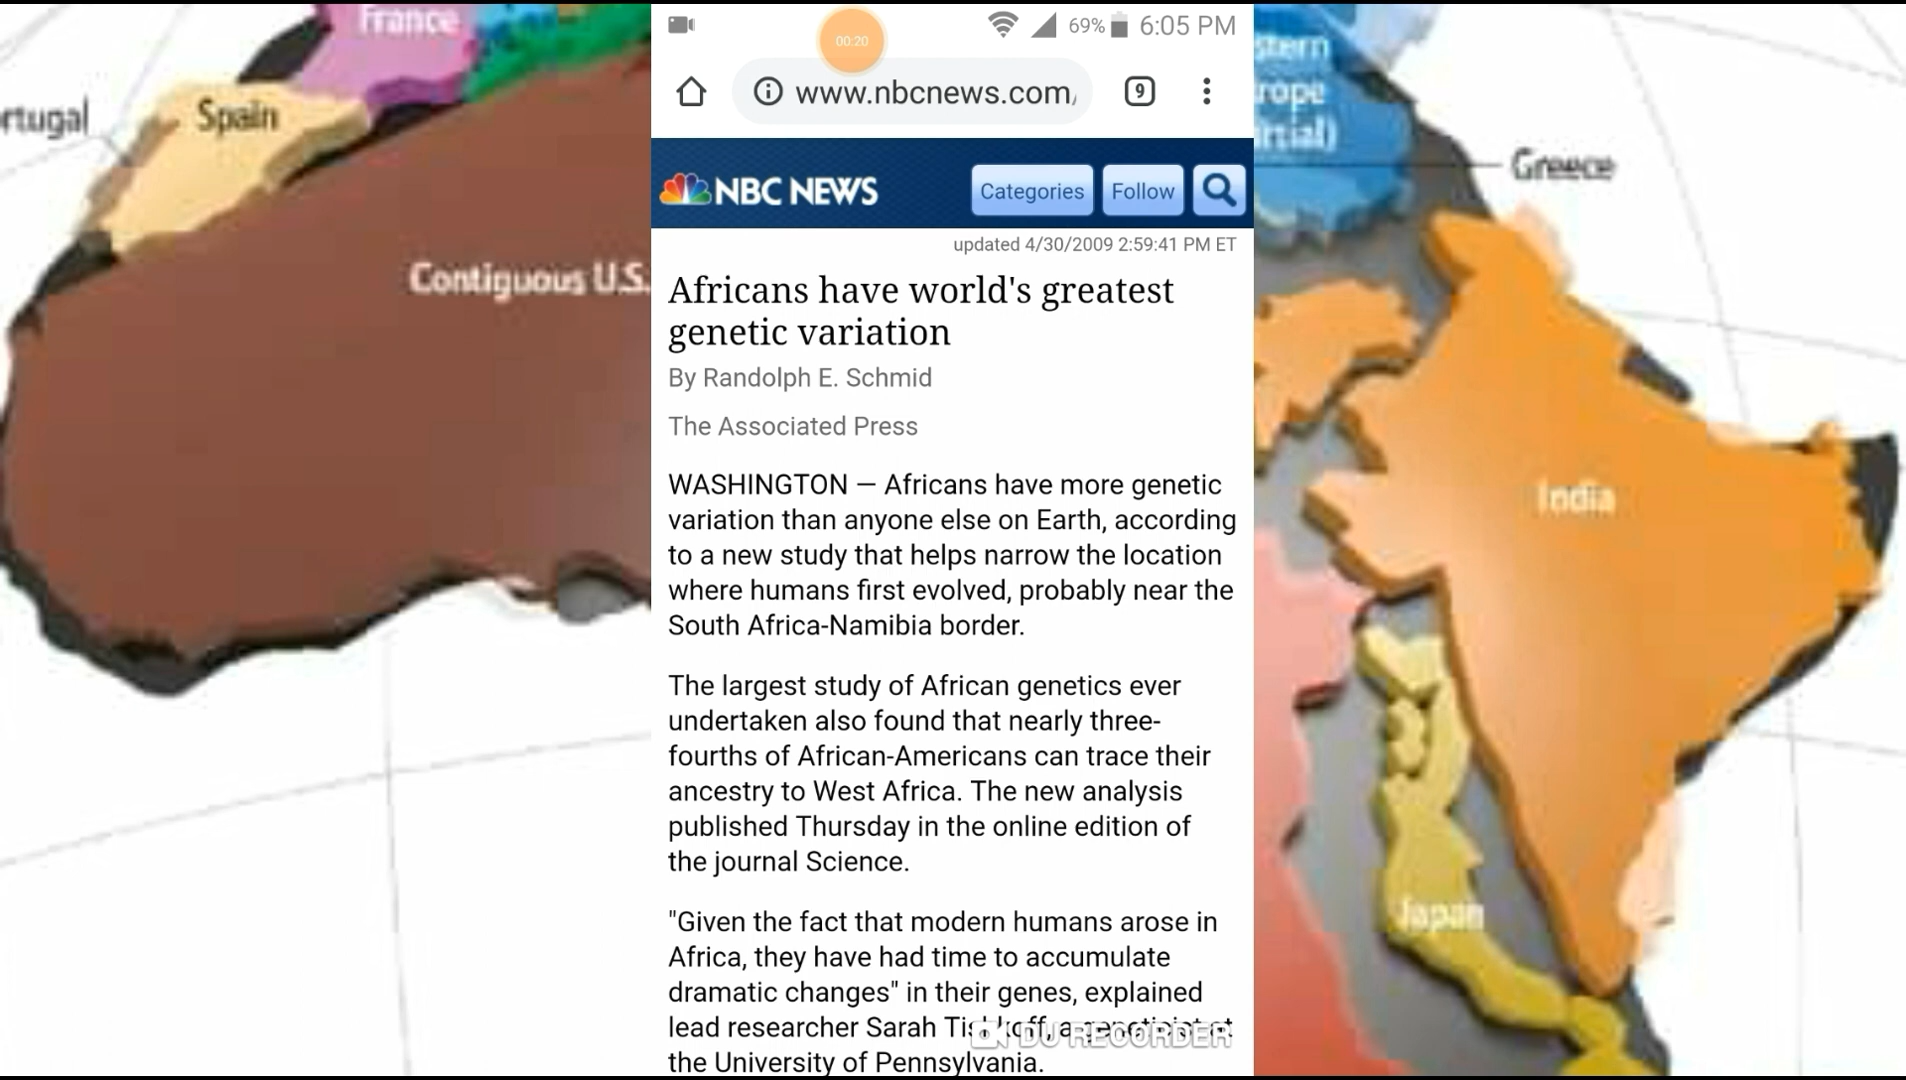 France
rtugal
Spain
Contiguous U.S.
00:20
69%
6:05 PM
www.nbcnews.com/
9
NBC NEWS
Categories
Follow
updated 4/30/2009 2:59:41 PM ET
Africans have world's greatest
genetic variation
By Randolph E. Schmid
The Associated Press
WASHINGTON — Africans have more genetic
variation than anyone else on Earth, according
to a new study that helps narrow the location
where humans first evolved, probably near the
South Africa-Namibia border.
The largest study of African genetics ever
undertaken also found that nearly three-
fourths of African-Americans can trace their
ancestry to West Africa. The new analysis
published Thursday in the online edition of
the journal Science.
"Given the fact that modern humans arose in
Africa, they have had time to accumulate
dramatic changes" in their genes, explained
lead researcher Sarah Tishkoff, a geneticist at
the University of Pennsylvania.
DU RECORDER
stern
rope
rtial)
Greece
India
Japan